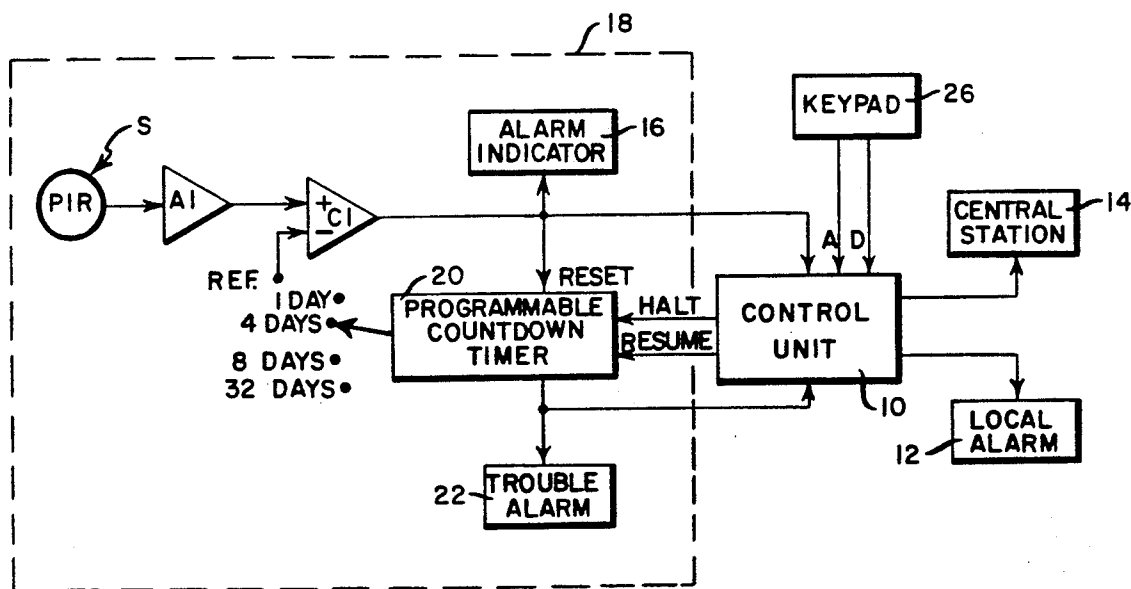 18
S
PIR
A1
+
C1
−
REF.
ALARM
INDICATOR
16
KEYPAD
26
A D
CENTRAL
STATION
14
RESET
20
PROGRAMMABLE
COUNTDOWN
TIMER
1 DAY
4 DAYS
8 DAYS
32 DAYS
HALT
RESUME
CONTROL
UNIT
10
12
LOCAL
ALARM
22
TROUBLE
ALARM